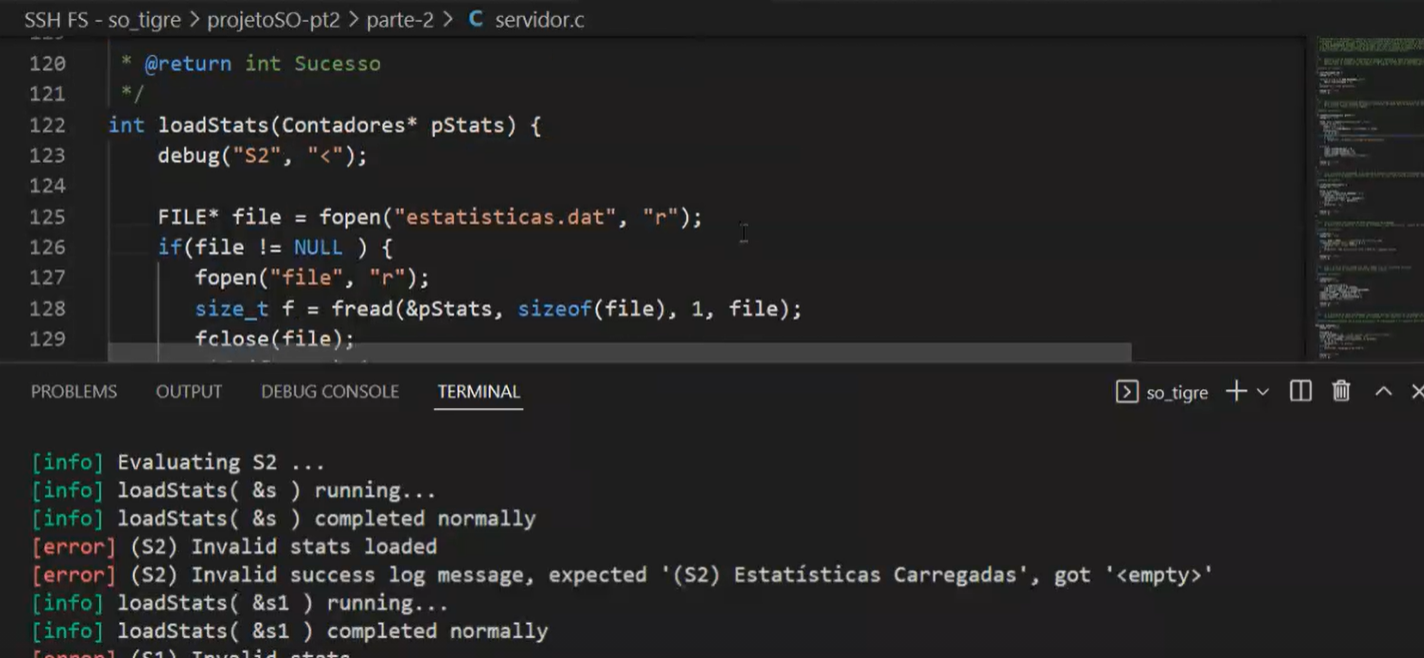 SSH FS - so_tigre > projetoSO-pt2 > parte-2 > C servidor.c
120 * @return int Sucesso
121 */
122 int loadStats(Contadores* pStats) {
123 debug("S2", "<");
124
125 FILE* file = fopen("estatisticas.dat", "r");
126 if(file != NULL ) {
127 fopen("file", "r");
128 size_t f = fread(&pStats, sizeof(file), 1, file);
129 fclose(file);
PROBLEMS OUTPUT DEBUG CONSOLE TERMINAL so_tigre
[info] Evaluating S2 ...
[info] loadStats( &s ) running...
[info] loadStats( &s ) completed normally
[error] (S2) Invalid stats loaded
[error] (S2) Invalid success log message, expected '(S2) Estatísticas Carregadas', got '<empty>'
[info] loadStats( &s1 ) running...
[info] loadStats( &s1 ) completed normally
[error] (S1) Invalid stats